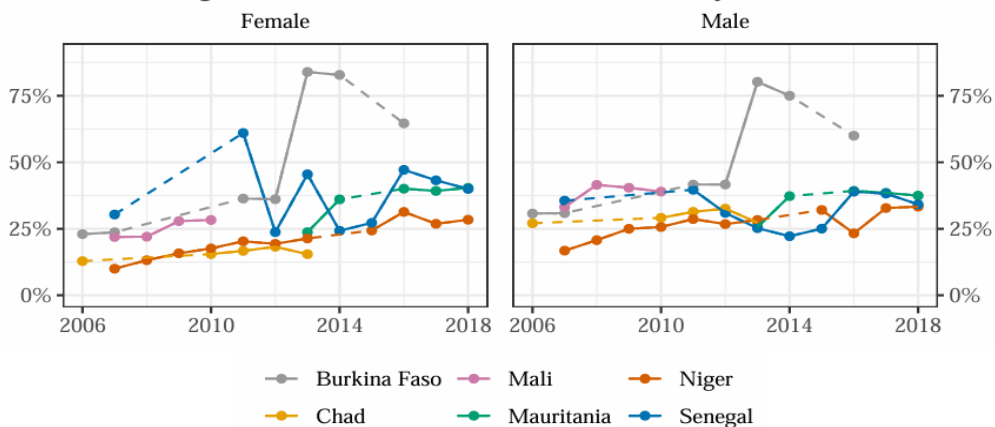 Female Male
75% 75%
50% 50%
25% 25%
0% 0%
2006 2010 2014 2018 2006 2010 2014 2018
Burkina Faso Mali Niger
Chad Mauritania Senegal